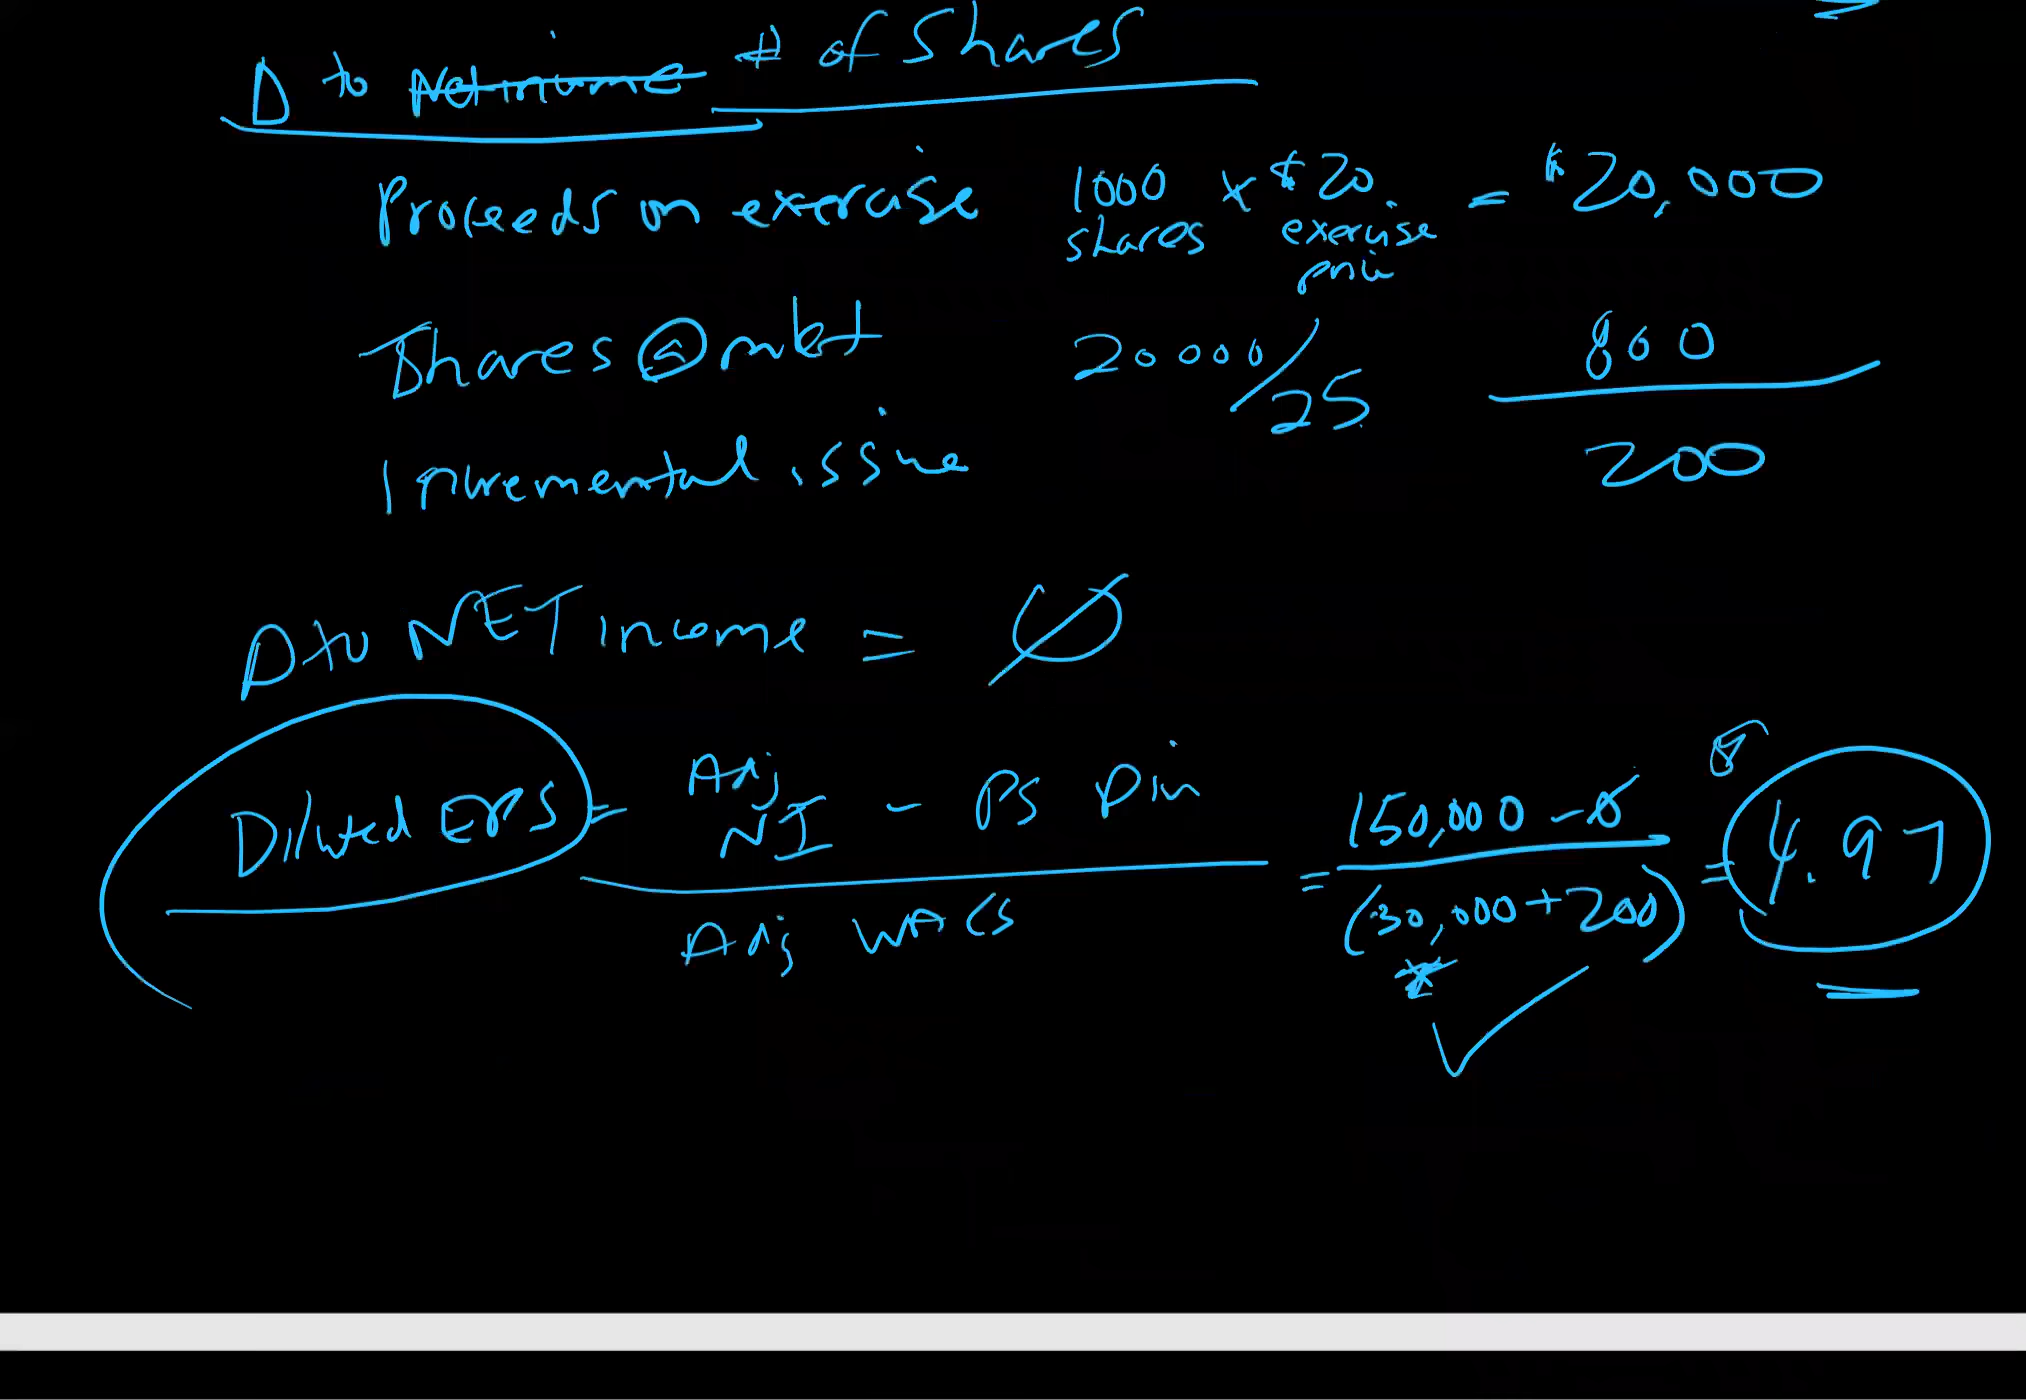 Δ to Net income # of Shares
Proceeds on exercise 1000 x $20 = $20,000
shares exercise
price
Shares @ mkt 20000/25 800
Incremental issue 200
Δ to NET income = Ø
Diluted EPS = Adj NI - PS Div = 150,000 - 0 = $4.97
Adj WACS (30,000 + 200)
*